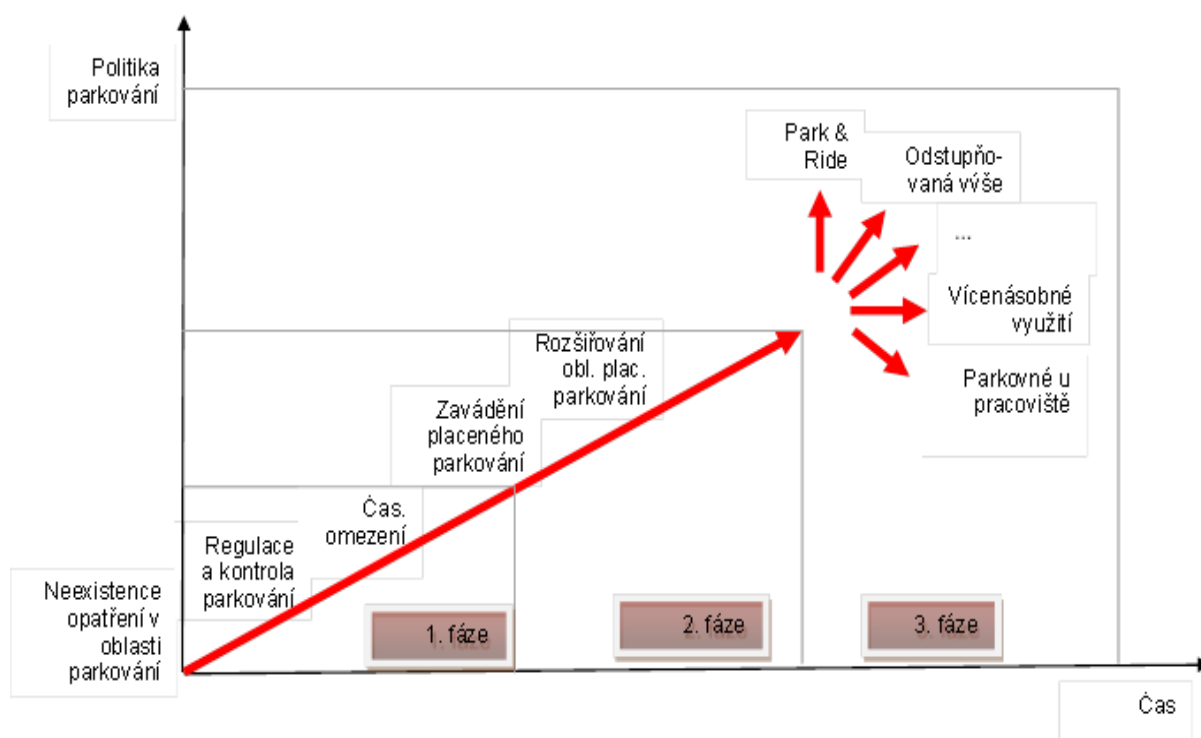 Politika
parkování
Park &
Ride
Odstupňo-
vaná výše
...
Vícenásobné
využití
Parkovné u
pracoviště
Rozšiřování
obl. plac.
parkování
Zavádění
placeného
parkování
Čas.
omezení
Regulace
a kontrola
parkování
Neexistence
opatření v
oblasti
parkování
1. fáze
2. fáze
3. fáze
Čas